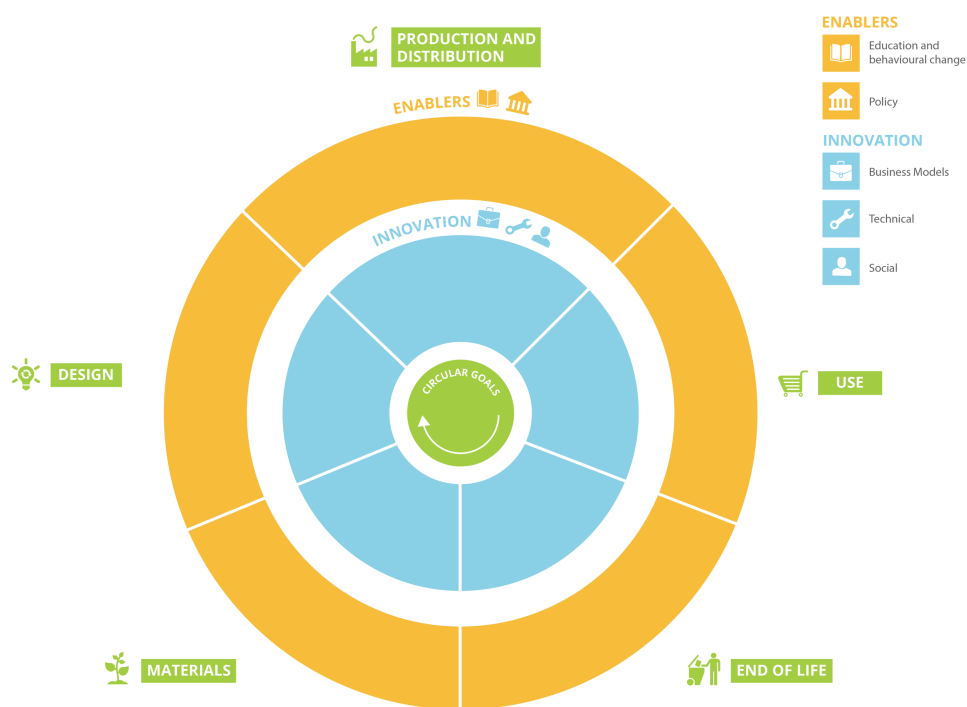 PRODUCTION AND
DISTRIBUTION
ENABLERS
INNOVATION
CIRCULAR GOALS
DESIGN
USE
MATERIALS
END OF LIFE
ENABLERS
Education and
behavioural change
Policy
INNOVATION
Business Models
Technical
Social